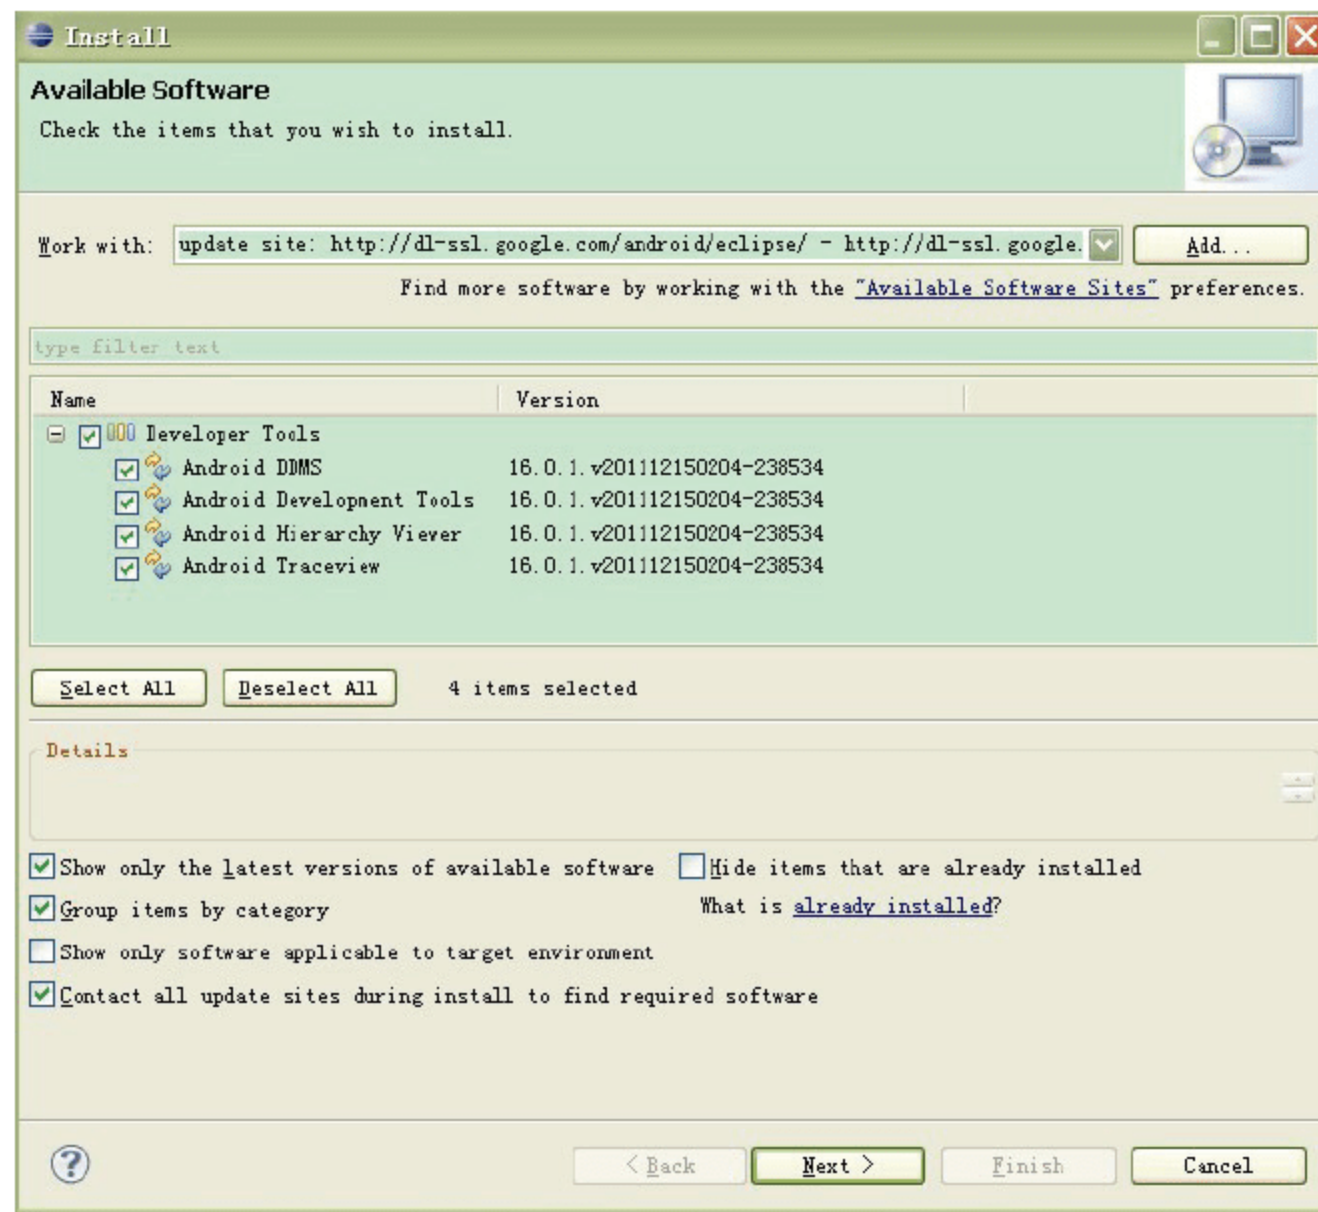 Install
Available Software
Check the items that you wish to install.
Work with: update site: http://dl-ssl.google.com/android/eclipse/ - http://dl-ssl.google. Add...
Find more software by working with the "Available Software Sites" preferences.
type filter text
Name Version
Developer Tools
Android DDMS 16.0.1.v201112150204-238534
Android Development Tools 16.0.1.v201112150204-238534
Android Hierarchy Viewer 16.0.1.v201112150204-238534
Android Traceview 16.0.1.v201112150204-238534
Select All Deselect All 4 items selected
Details
Show only the latest versions of available software Hide items that are already installed
Group items by category What is already installed?
Show only software applicable to target environment
Contact all update sites during install to find required software
? < Back Next > Finish Cancel